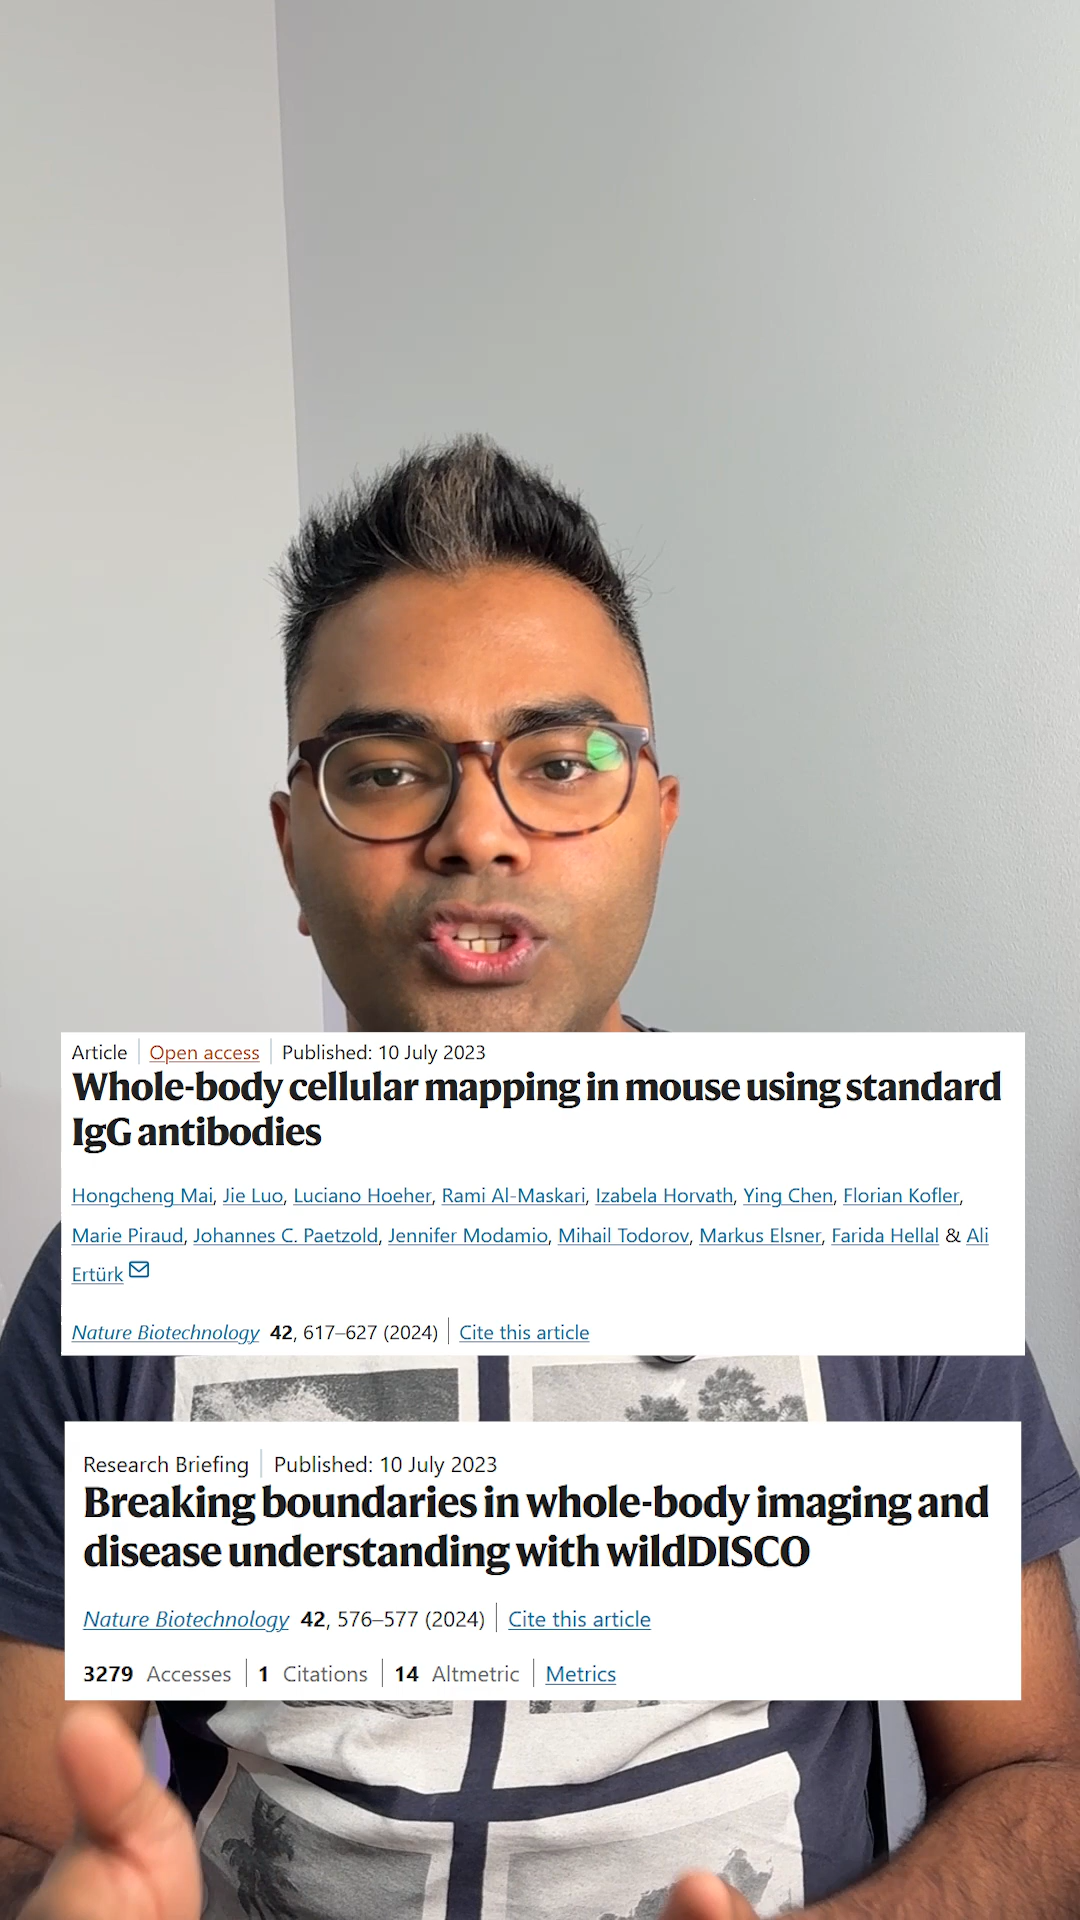 Article | Open access | Published: 10 July 2023
Whole-body cellular mapping in mouse using standard
IgG antibodies
Hongcheng Mai, Jie Luo, Luciano Hoeher, Rami Al-Maskari, Izabela Horvath, Ying Chen, Florian Kofler,
Marie Piraud, Johannes C. Paetzold, Jennifer Modamio, Mihail Todorov, Markus Elsner, Farida Hellal & Ali
Ertürk
Nature Biotechnology 42, 617–627 (2024) | Cite this article
Research Briefing | Published: 10 July 2023
Breaking boundaries in whole-body imaging and
disease understanding with wildDISCO
Nature Biotechnology 42, 576–577 (2024) | Cite this article
3279 Accesses | 1 Citations | 14 Altmetric | Metrics